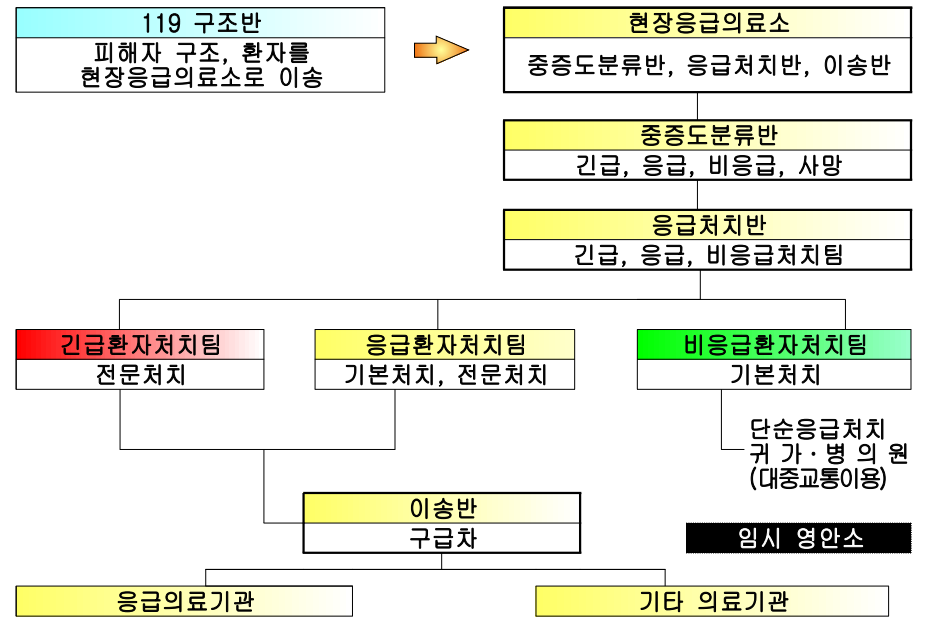 119 구조반
피해자 구조, 환자를
현장응급의료소로 이송
현장응급의료소
중증도분류반, 응급처치반, 이송반
중증도분류반
긴급, 응급, 비응급, 사망
응급처치반
긴급, 응급, 비응급처치팀
긴급환자처치팀
전문처치
응급환자처치팀
기본처치, 전문처치
비응급환자처치팀
기본처치
단순응급처치
귀 가 · 병 의 원
(대중교통이용)
이송반
구급차
임시 영안소
응급의료기관
기타 의료기관